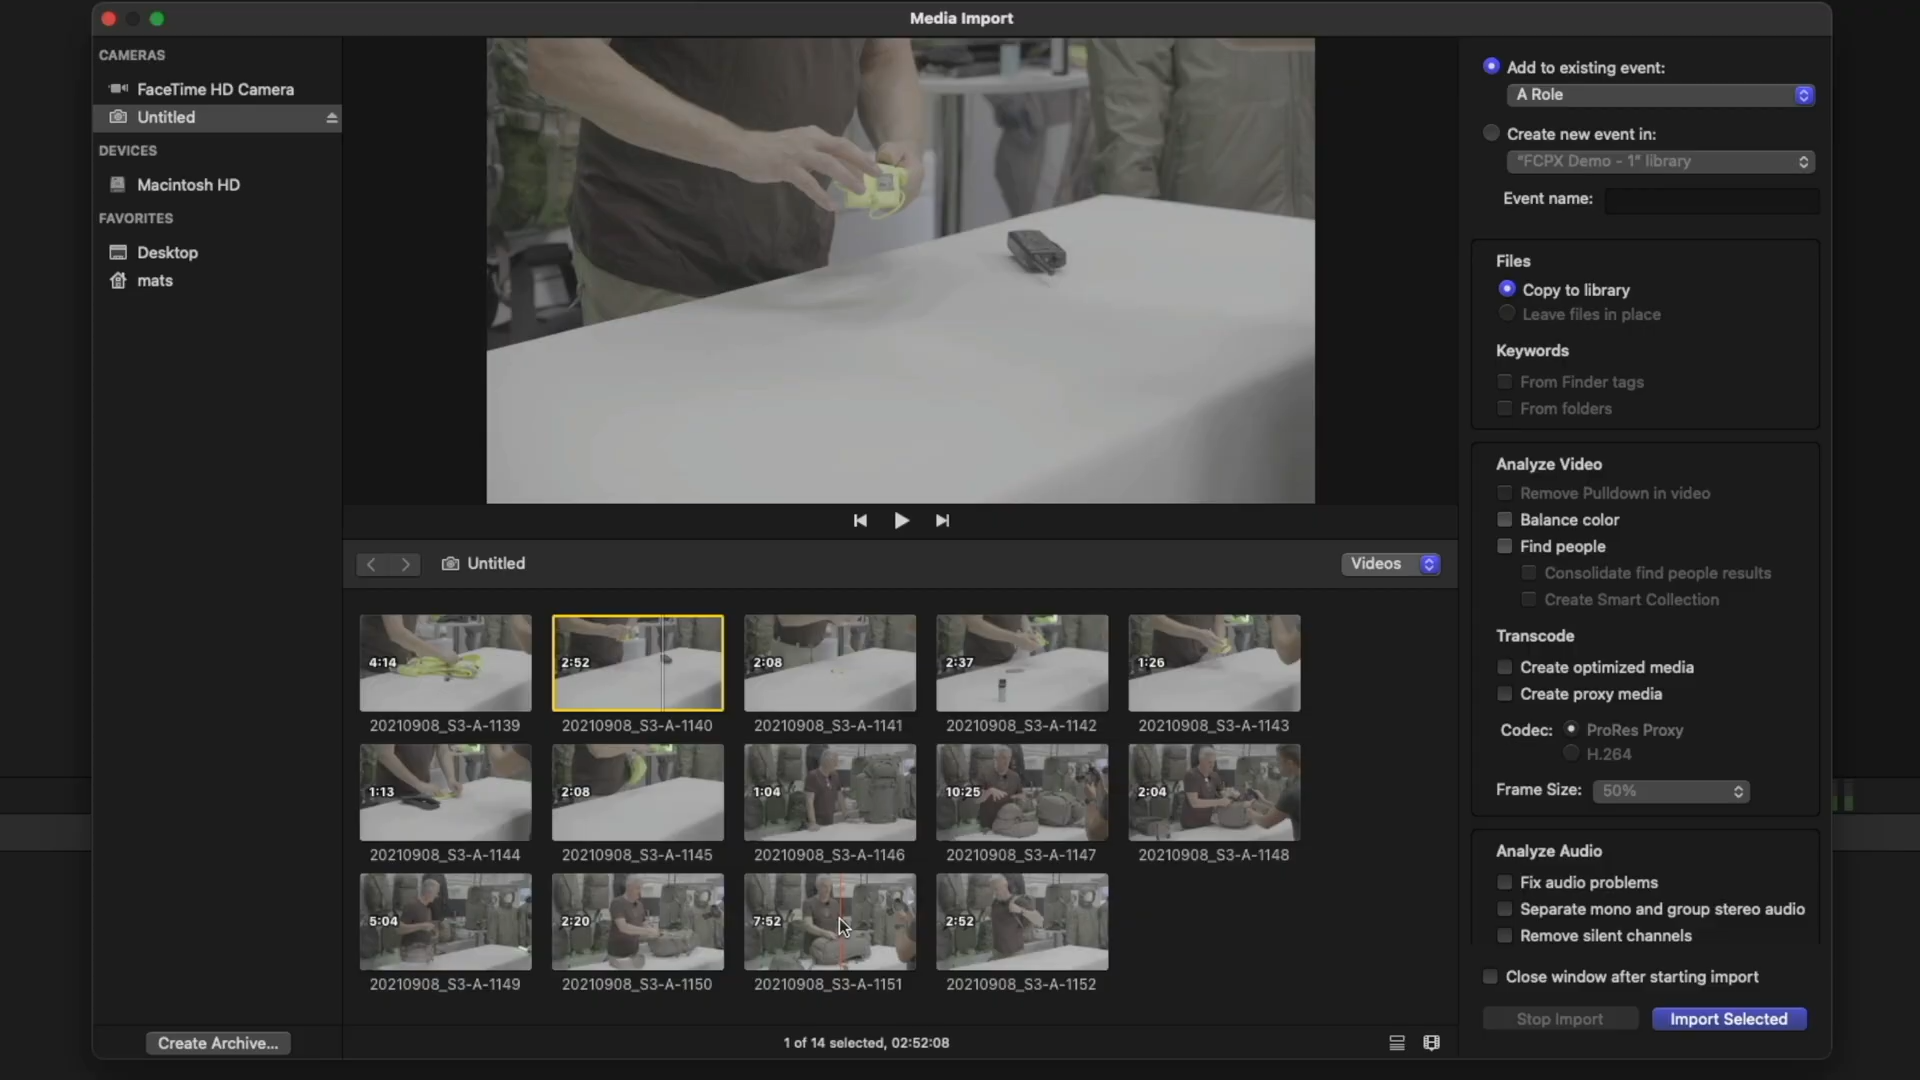 Media Import
CAMERAS
FaceTime HD Camera
Untitled
DEVICES
Macintosh HD
FAVORITES
Desktop
mats
Create Archive...
Untitled
Videos
4:14
2:52
2:08
2:37
1:26
20210908_S3-A-1139
20210908_S3-A-1140
20210908_S3-A-1141
20210908_S3-A-1142
20210908_S3-A-1143
1:13
2:08
1:04
10:25
2:04
20210908_S3-A-1144
20210908_S3-A-1145
20210908_S3-A-1146
20210908_S3-A-1147
20210908_S3-A-1148
5:04
2:20
7:52
2:52
20210908_S3-A-1149
20210908_S3-A-1150
20210908_S3-A-1151
20210908_S3-A-1152
1 of 14 selected, 02:52:08
Add to existing event:
A Role
Create new event in:
"FCPX Demo - 1" library
Event name:
Files
Copy to library
Leave files in place
Keywords
From Finder tags
From folders
Analyze Video
Remove Pulldown in video
Balance color
Find people
Consolidate find people results
Create Smart Collection
Transcode
Create optimized media
Create proxy media
Codec: ProRes Proxy
H.264
Frame Size: 50%
Analyze Audio
Fix audio problems
Separate mono and group stereo audio
Remove silent channels
Close window after starting import
Stop Import
Import Selected